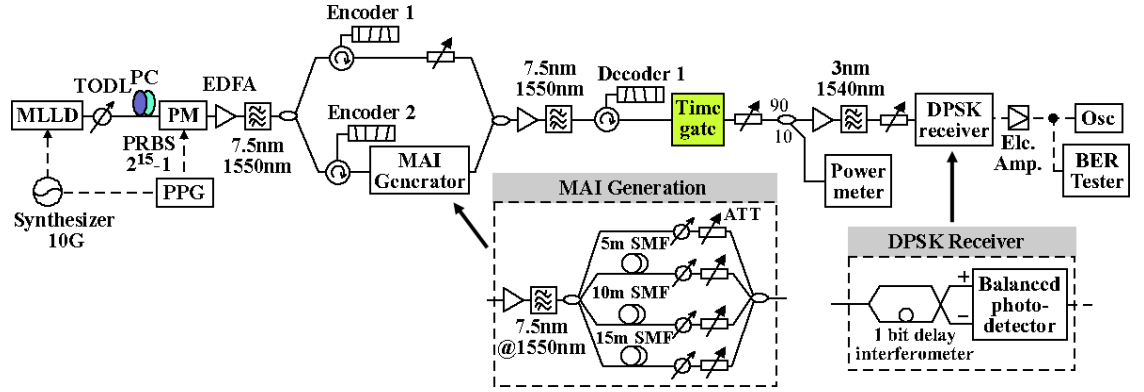 Encoder 1
TODL
PC
EDFA
MLLD
PM
PRBS
2¹⁵-1
7.5nm
1550nm
Synthesizer
10G
PPG
Encoder 2
MAI
Generator
7.5nm
1550nm
Decoder 1
Time
gate
90
10
Power
meter
3nm
1540nm
DPSK
receiver
Elc.
Amp.
Osc
BER
Tester
MAI Generation
ATT
5m SMF
10m SMF
15m SMF
7.5nm
@1550nm
DPSK Receiver
+
−
Balanced
photo-
detector
1 bit delay
interferometer